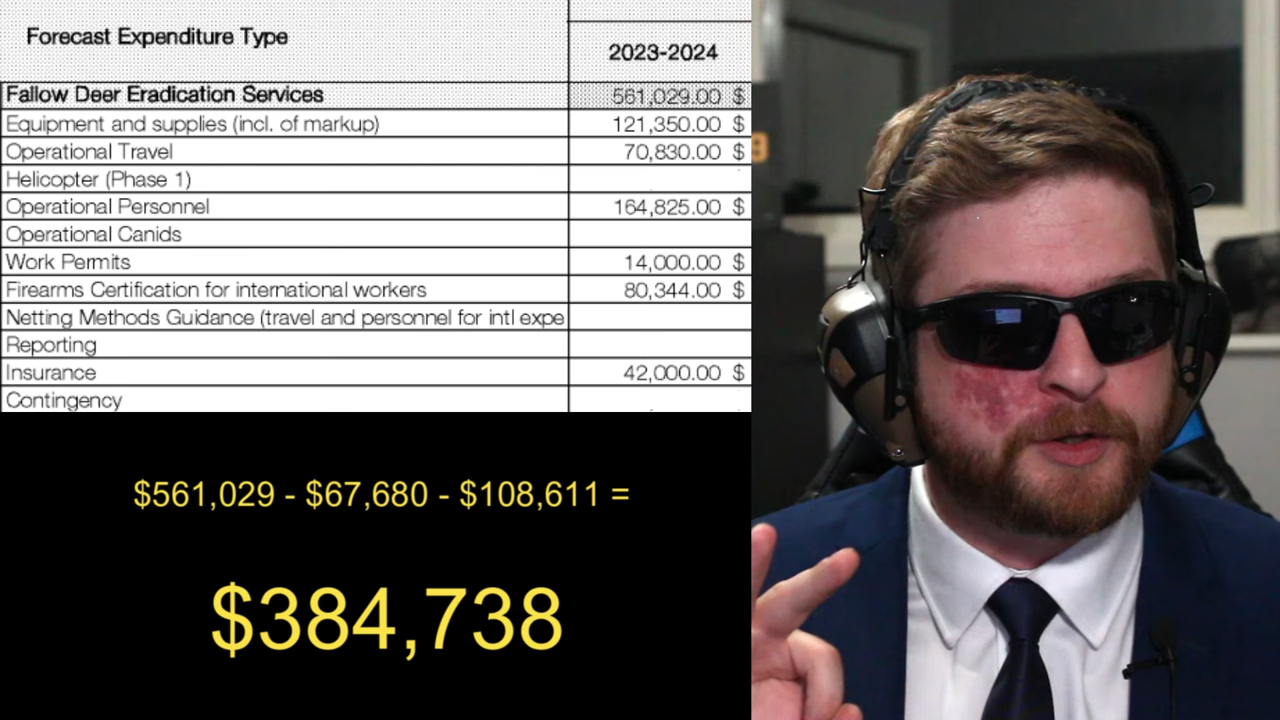 Forecast Expenditure Type
2023-2024
Fallow Deer Eradication Services 561,029.00 $
Equipment and supplies (incl. of markup) 121,350.00 $
Operational Travel 70,830.00 $
Helicopter (Phase 1)
Operational Personnel 164,825.00 $
Operational Canids
Work Permits 14,000.00 $
Firearms Certification for international workers 80,344.00 $
Netting Methods Guidance (travel and personnel for intl expe
Reporting
Insurance 42,000.00 $
Contingency
$561,029 - $67,680 - $108,611 =
$384,738